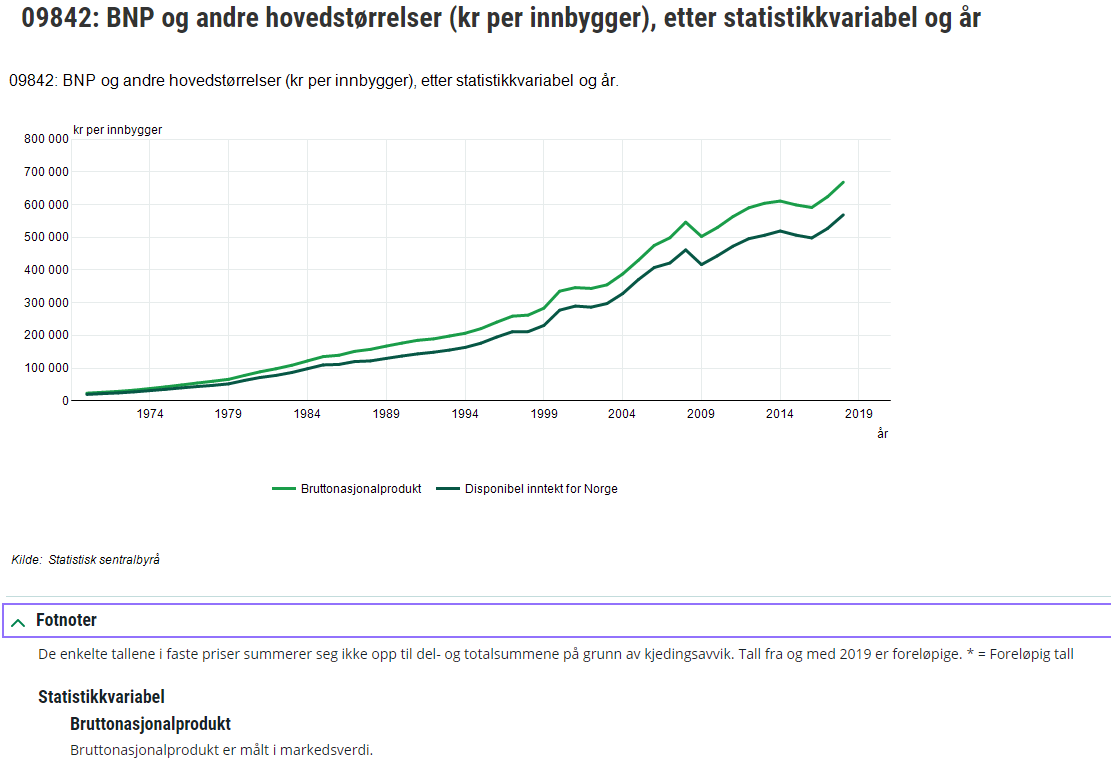 09842: BNP og andre hovedstørrelser (kr per innbygger), etter statistikkvariabel og år
09842: BNP og andre hovedstørrelser (kr per innbygger), etter statistikkvariabel og år.
kr per innbygger
800 000
700 000
600 000
500 000
400 000
300 000
200 000
100 000
0
1974 1979 1984 1989 1994 1999 2004 2009 2014 2019
år
Bruttonasjonalprodukt Disponibel inntekt for Norge
Kilde: Statistisk sentralbyrå
Fotnoter
De enkelte tallene i faste priser summerer seg ikke opp til del- og totalsummene på grunn av kjedingsavvik. Tall fra og med 2019 er foreløpige. * = Foreløpig tall
Statistikkvariabel
Bruttonasjonalprodukt
Bruttonasjonalprodukt er målt i markedsverdi.